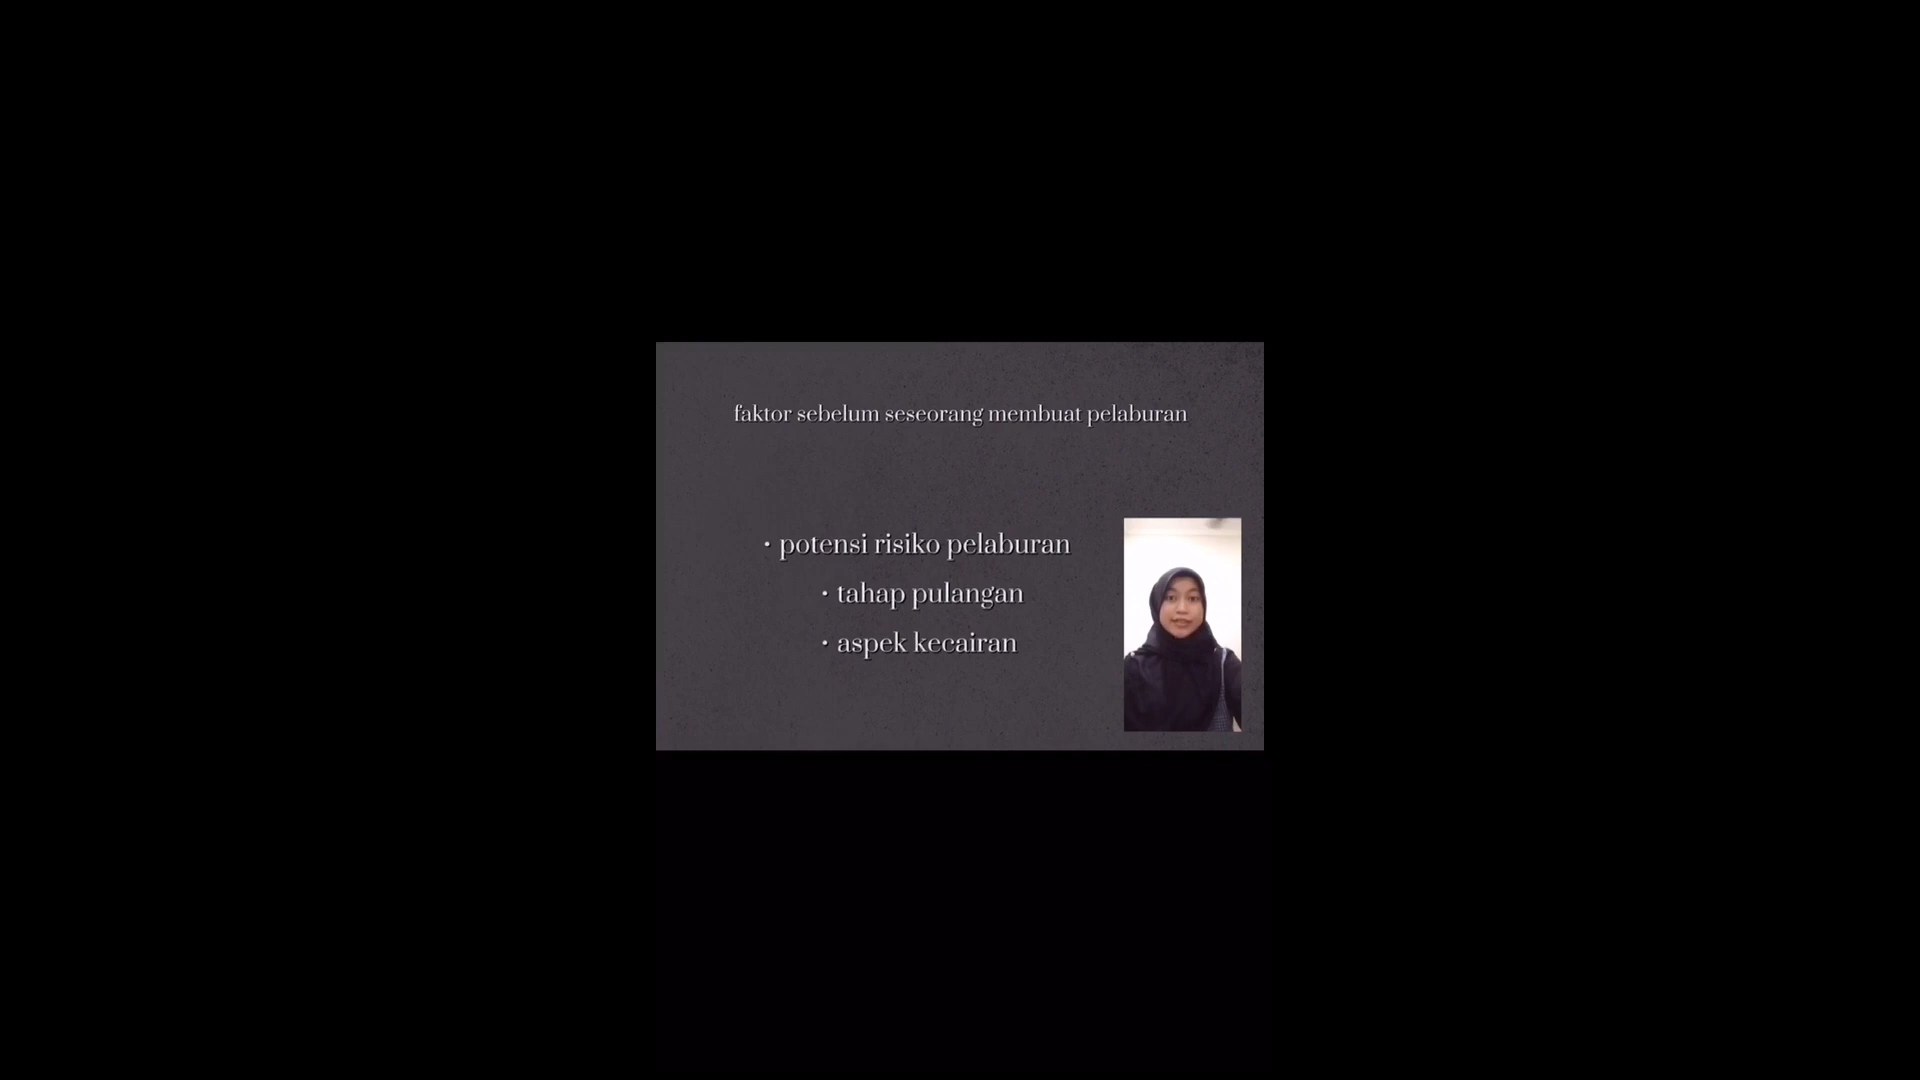 faktor sebelum seseorang membuat pelaburan
• potensi risiko pelaburan
• tahap pulangan
• aspek kecairan